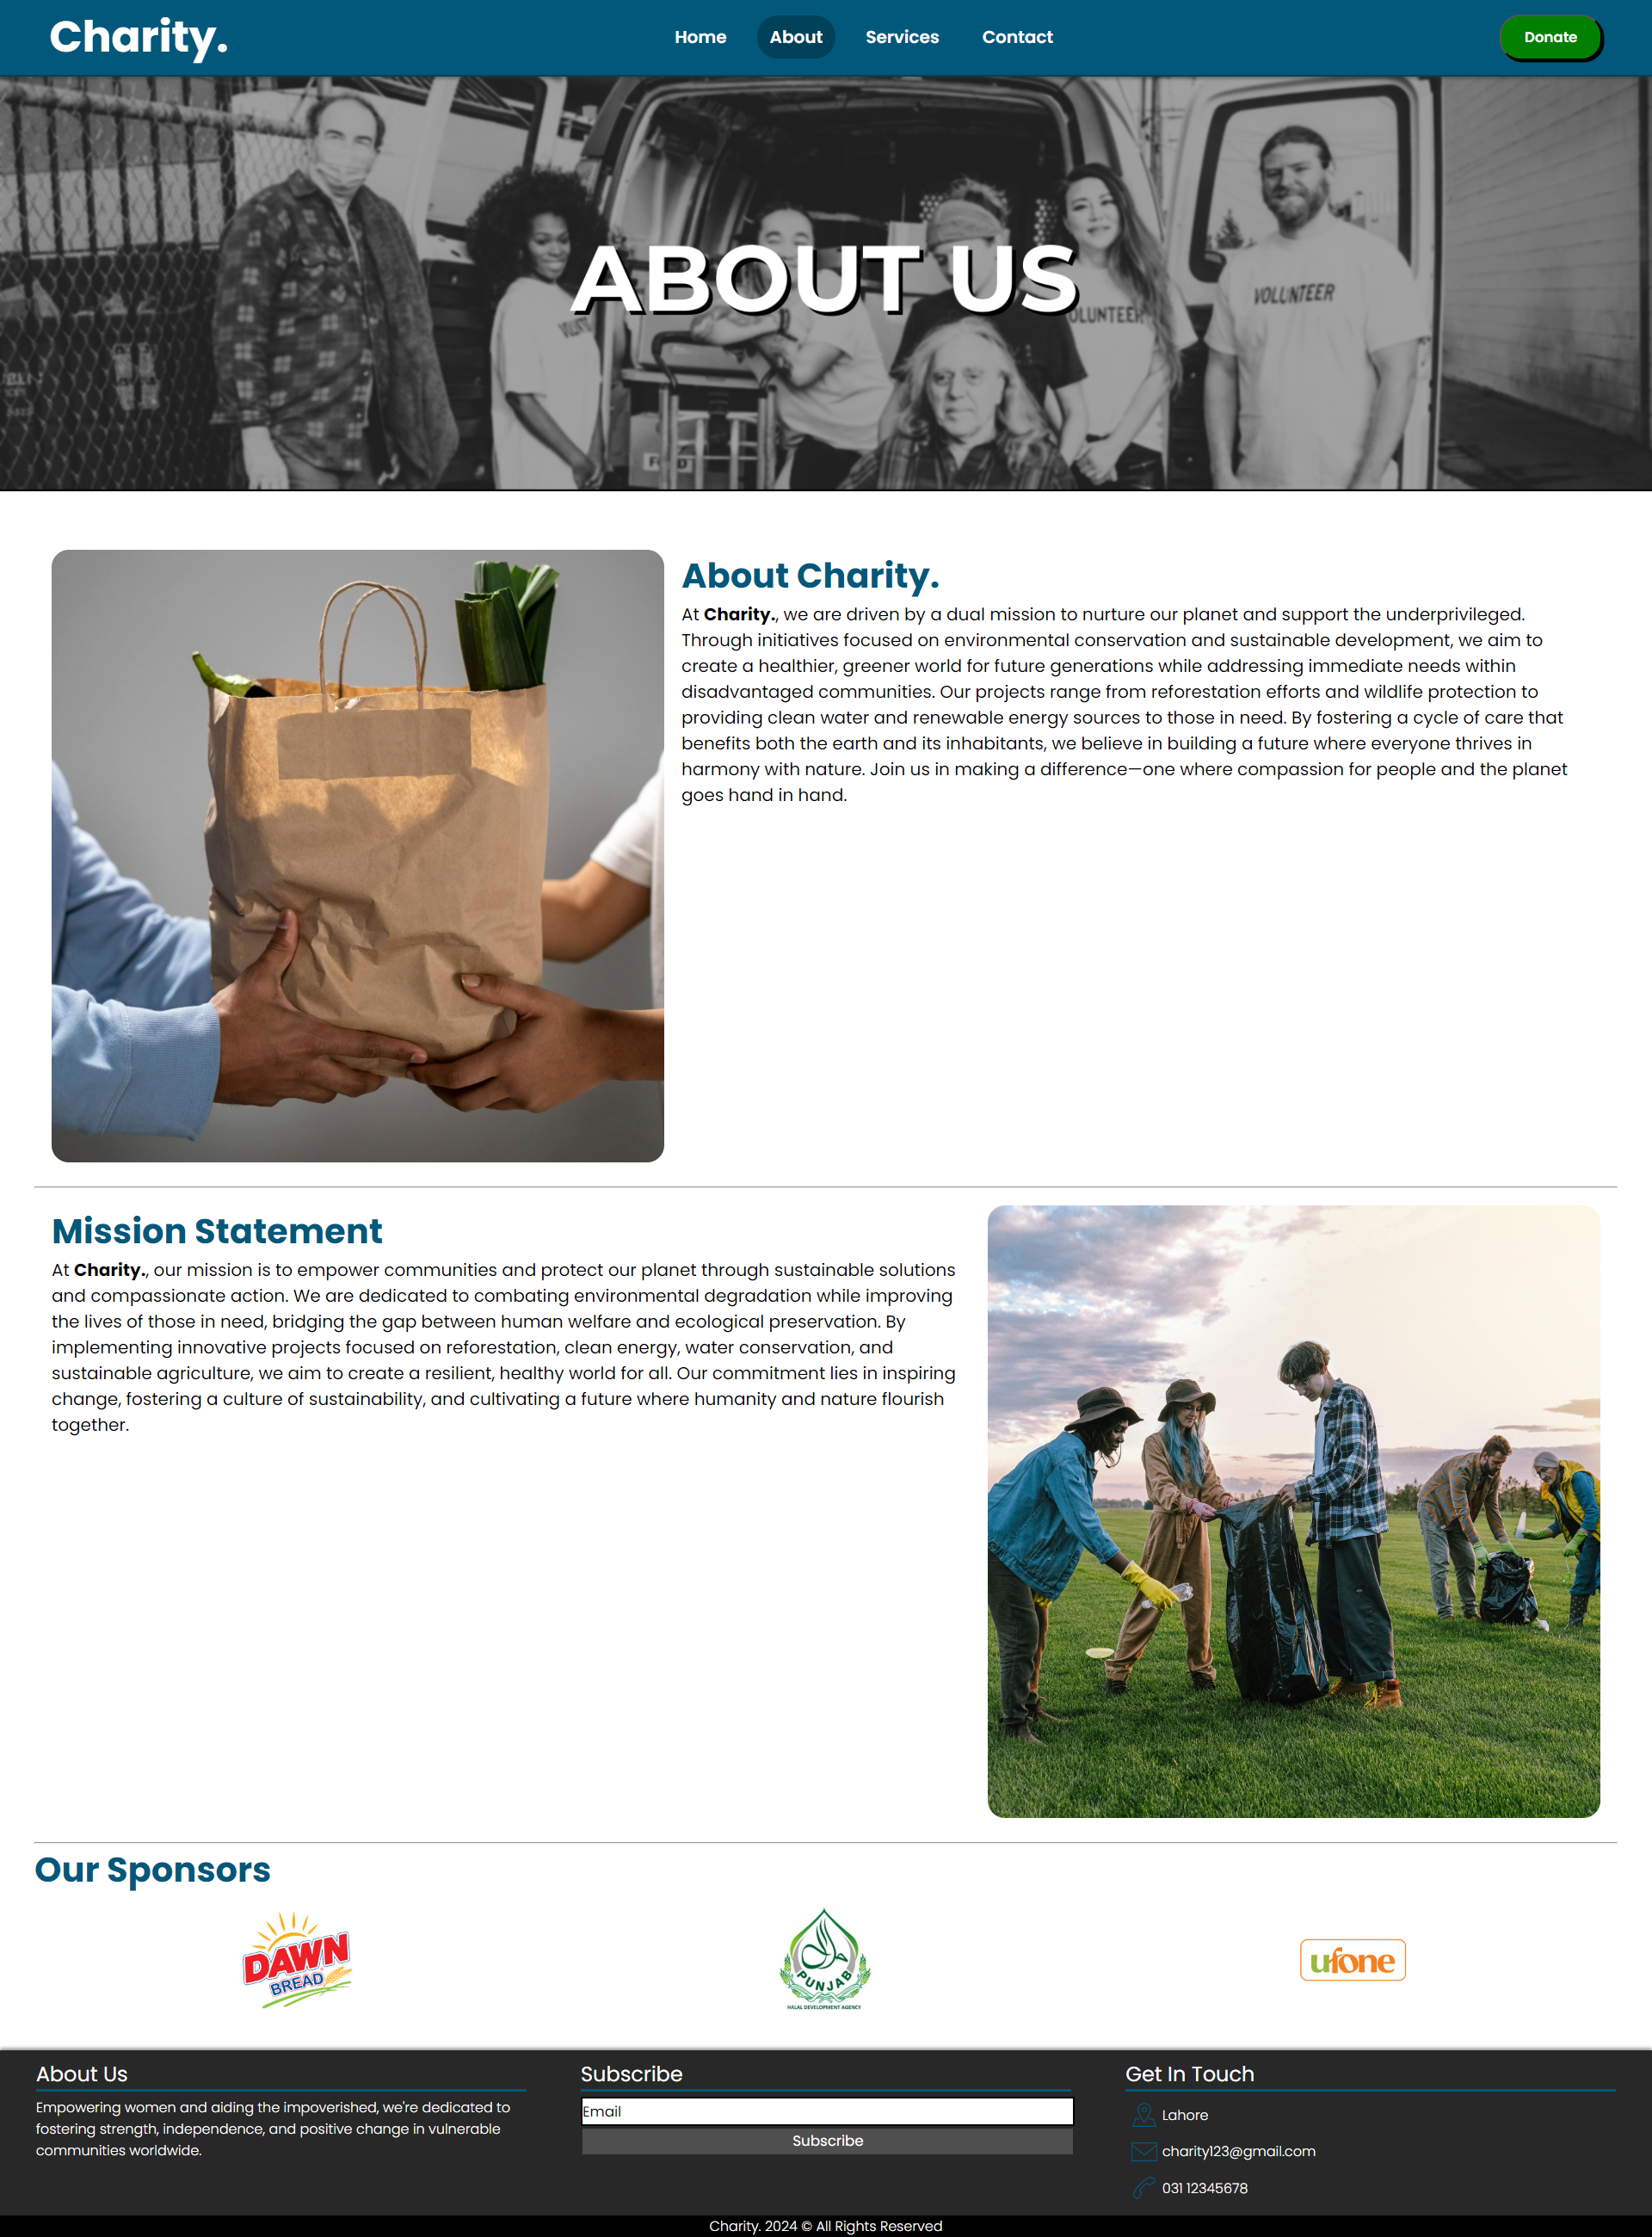 Charity.
Home
About
Services
Contact
Donate
ABOUT US
VOLUNTEER
FOOD
About Charity.
At Charity., we are driven by a dual mission to nurture our planet and support the underprivileged.
Through initiatives focused on environmental conservation and sustainable development, we aim to
create a healthier, greener world for future generations while addressing immediate needs within
disadvantaged communities. Our projects range from reforestation efforts and wildlife protection to
providing clean water and renewable energy sources to those in need. By fostering a cycle of care that
benefits both the earth and its inhabitants, we believe in building a future where everyone thrives in
harmony with nature. Join us in making a difference—one where compassion for people and the planet
goes hand in hand.
Mission Statement
At Charity., our mission is to empower communities and protect our planet through sustainable solutions
and compassionate action. We are dedicated to combating environmental degradation while improving
the lives of those in need, bridging the gap between human welfare and ecological preservation. By
implementing innovative projects focused on reforestation, clean energy, water conservation, and
sustainable agriculture, we aim to create a resilient, healthy world for all. Our commitment lies in inspiring
change, fostering a culture of sustainability, and cultivating a future where humanity and nature flourish
together.
Our Sponsors
DAWN
BREAD
PUNJAB
HALAL DEVELOPMENT AGENCY
ufone
About Us
Empowering women and aiding the impoverished, we're dedicated to
fostering strength, independence, and positive change in vulnerable
communities worldwide.
Subscribe
Email
Subscribe
Get In Touch
Lahore
charity123@gmail.com
031 12345678
Charity. 2024 © All Rights Reserved